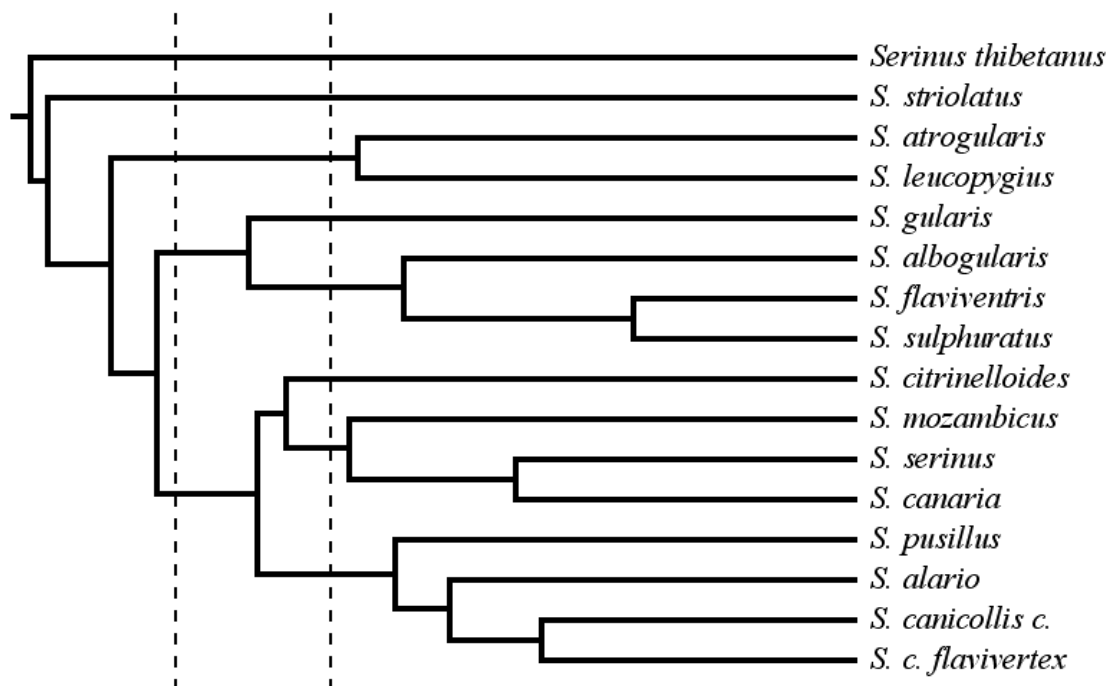 Serinus thibetanus
S. striolatus
S. atrogularis
S. leucopygius
S. gularis
S. albogularis
S. flaviventris
S. sulphuratus
S. citrinelloides
S. mozambicus
S. serinus
S. canaria
S. pusillus
S. alario
S. canicollis c.
S. c. flavivertex